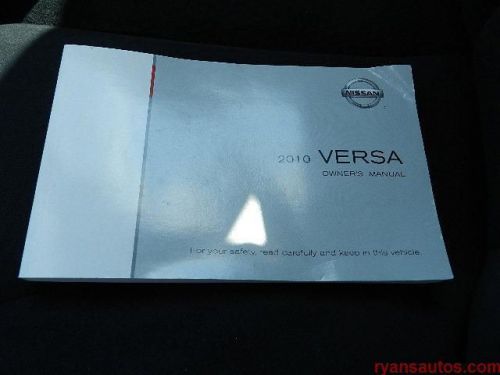 NISSAN
2010 VERSA
OWNER'S MANUAL
For your safety, read carefully and keep in this vehicle.
ryansautos.com